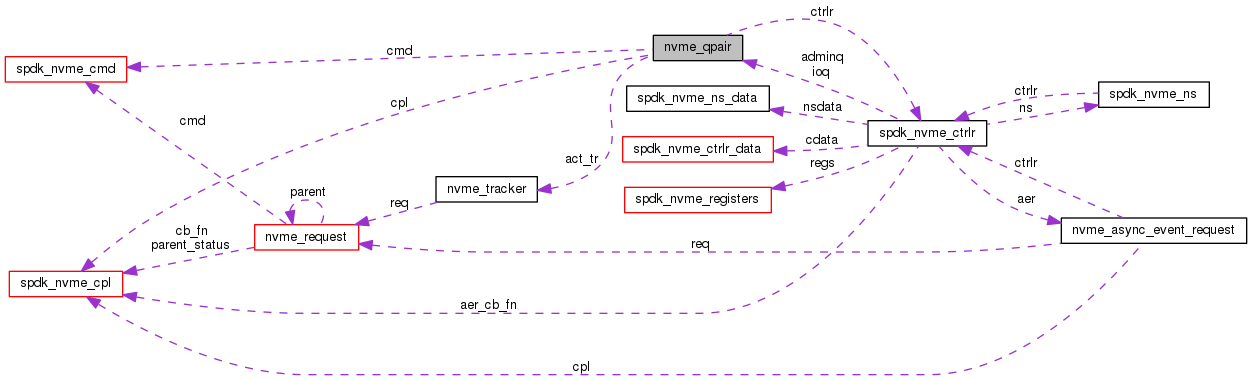 ctrlr
nvme_qpair
cmd
adminq
ioq
spdk_nvme_cmd
ctrlr
spdk_nvme_ns
spdk_nvme_ns_data
cpl
nsdata
ns
cmd
spdk_nvme_ctrlr
cdata
spdk_nvme_ctrlr_data
act_tr
regs
ctrlr
parent
nvme_tracker
req
spdk_nvme_registers
aer
cb_fn
parent_status
nvme_request
nvme_async_event_request
req
spdk_nvme_cpl
aer_cb_fn
cpl